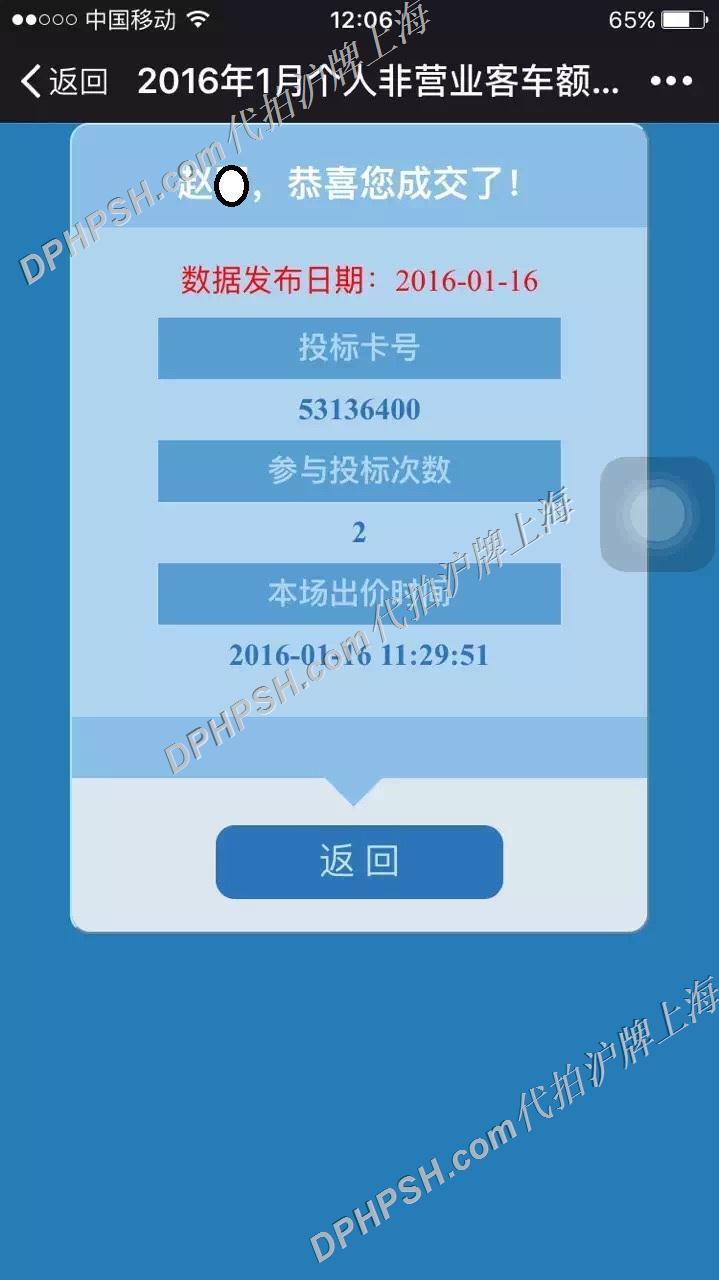 中国移动
12:06
65%
返回
2016年1月个人非营业客车额...
赵 ，恭喜您成交了！
数据发布日期：2016-01-16
投标卡号
53136400
参与投标次数
2
本场出价时间
2016-01-16 11:29:51
返 回
DPHPSH.com代拍沪牌上海
DPHPSH.com代拍沪牌上海
DPHPSH.com代拍沪牌上海